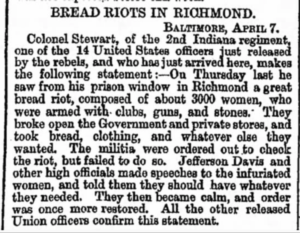 BREAD RIOTS IN RICHMOND.
BALTIMORE, APRIL 7.
Colonel Stewart, of the 2nd Indiana regiment,
one of the 14 United States officers just released
by the rebels, and who has just arrived here, makes
the following statement:—On Thursday last he
saw from his prison window in Richmond a great
bread riot, composed of about 3000 women, who
were armed with clubs, guns, and stones. They
broke open the Government and private stores, and
took bread, clothing, and whatever else they
wanted. The militia were ordered out to check
the riot, but failed to do so. Jefferson Davis and
other high officials made speeches to the infuriated
women, and told them they should have whatever
they needed. They then became calm, and order
was once more restored. All the other released
Union officers confirm this statement.